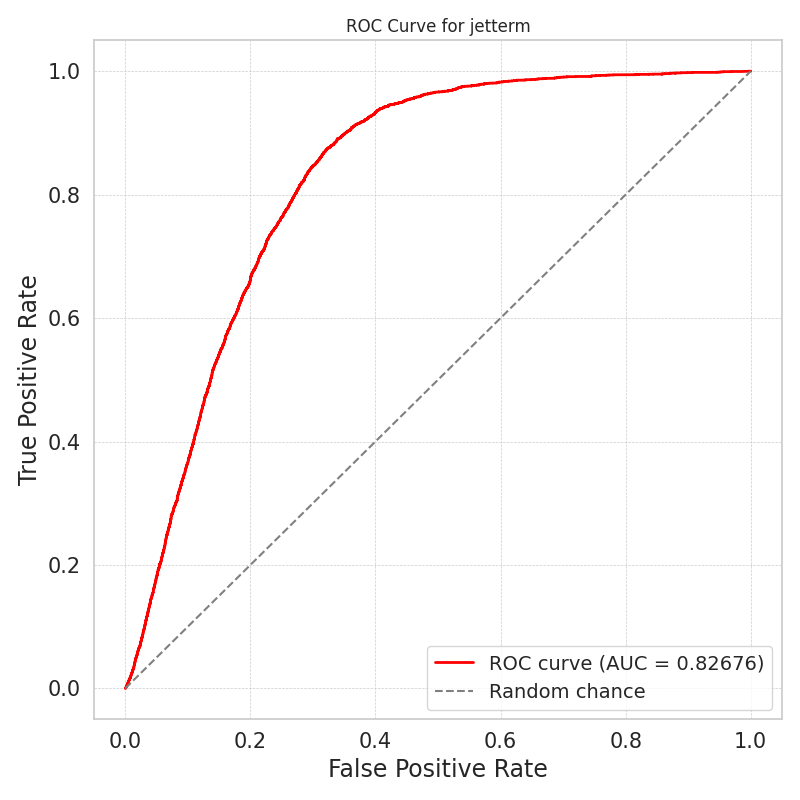 ROC Curve for jetterm
1.0
0.8
0.6
0.4
0.2
0.0
True Positive Rate
ROC curve (AUC = 0.82676)
Random chance
0.0 0.2 0.4 0.6 0.8 1.0
False Positive Rate